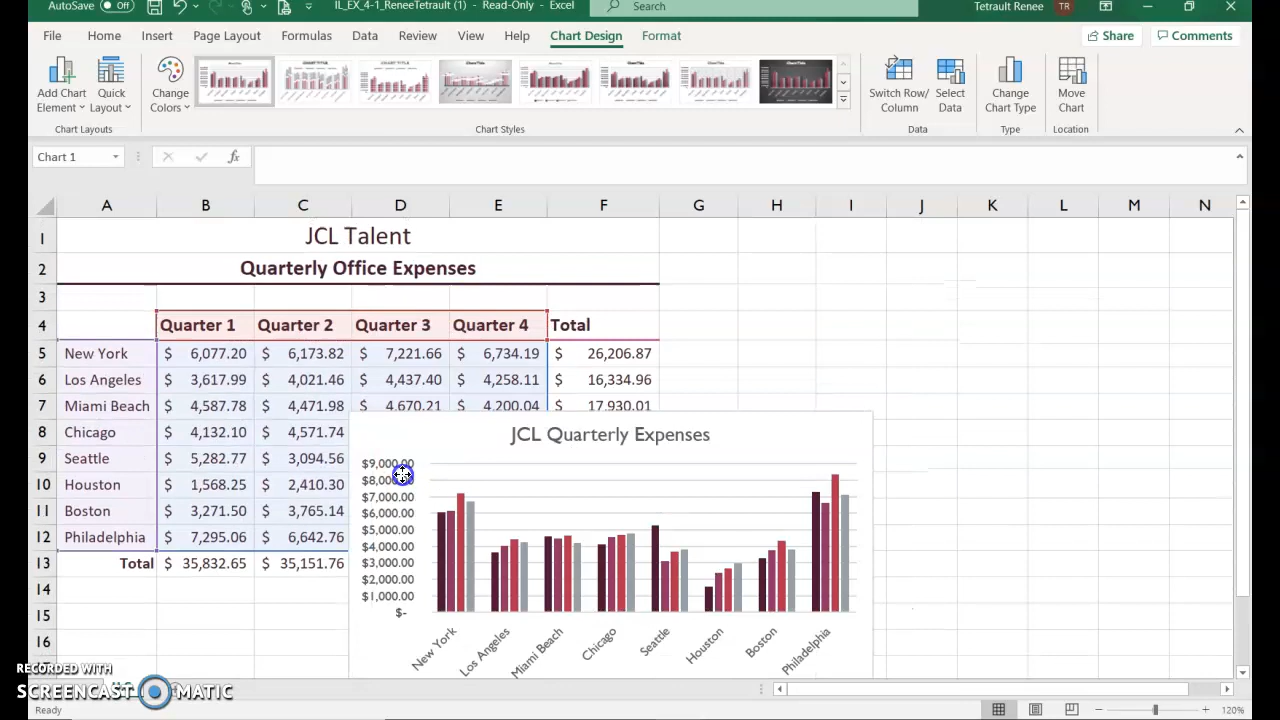 AutoSave Off IL_EX_4-1_ReneeTetrault (1) - Read-Only - Excel Search Tetrault Renee TR
File Home Insert Page Layout Formulas Data Review View Help Chart Design Format Share Comments
Add Chart Element Quick Layout Change Colors Switch Row/ Column Select Data Change Chart Type Move Chart
Chart Layouts Chart Styles Data Type Location
Chart 1 fx
A B C D E F G H I J K L M N
1 JCL Talent
2 Quarterly Office Expenses
3
4 Quarter 1 Quarter 2 Quarter 3 Quarter 4 Total
5 New York $ 6,077.20 $ 6,173.82 $ 7,221.66 $ 6,734.19 $ 26,206.87
6 Los Angeles $ 3,617.99 $ 4,021.46 $ 4,437.40 $ 4,258.11 $ 16,334.96
7 Miami Beach $ 4,587.78 $ 4,471.98 $ 4,670.21 $ 4,200.04 $ 17,930.01
8 Chicago $ 4,132.10 $ 4,571.74
9 Seattle $ 5,282.77 $ 3,094.56
10 Houston $ 1,568.25 $ 2,410.30
11 Boston $ 3,271.50 $ 3,765.14
12 Philadelphia $ 7,295.06 $ 6,642.76
13 Total $ 35,832.65 $ 35,151.76
14
15
16
JCL Quarterly Expenses
$9,000.00
$7,000.00
$6,000.00
$5,000.00
$4,000.00
$3,000.00
$2,000.00
$1,000.00
$-
New York Los Angeles Miami Beach Chicago Seattle Houston Boston Philadelphia
RECORDED WITH
SCREENCAST MATIC
Ready 120%